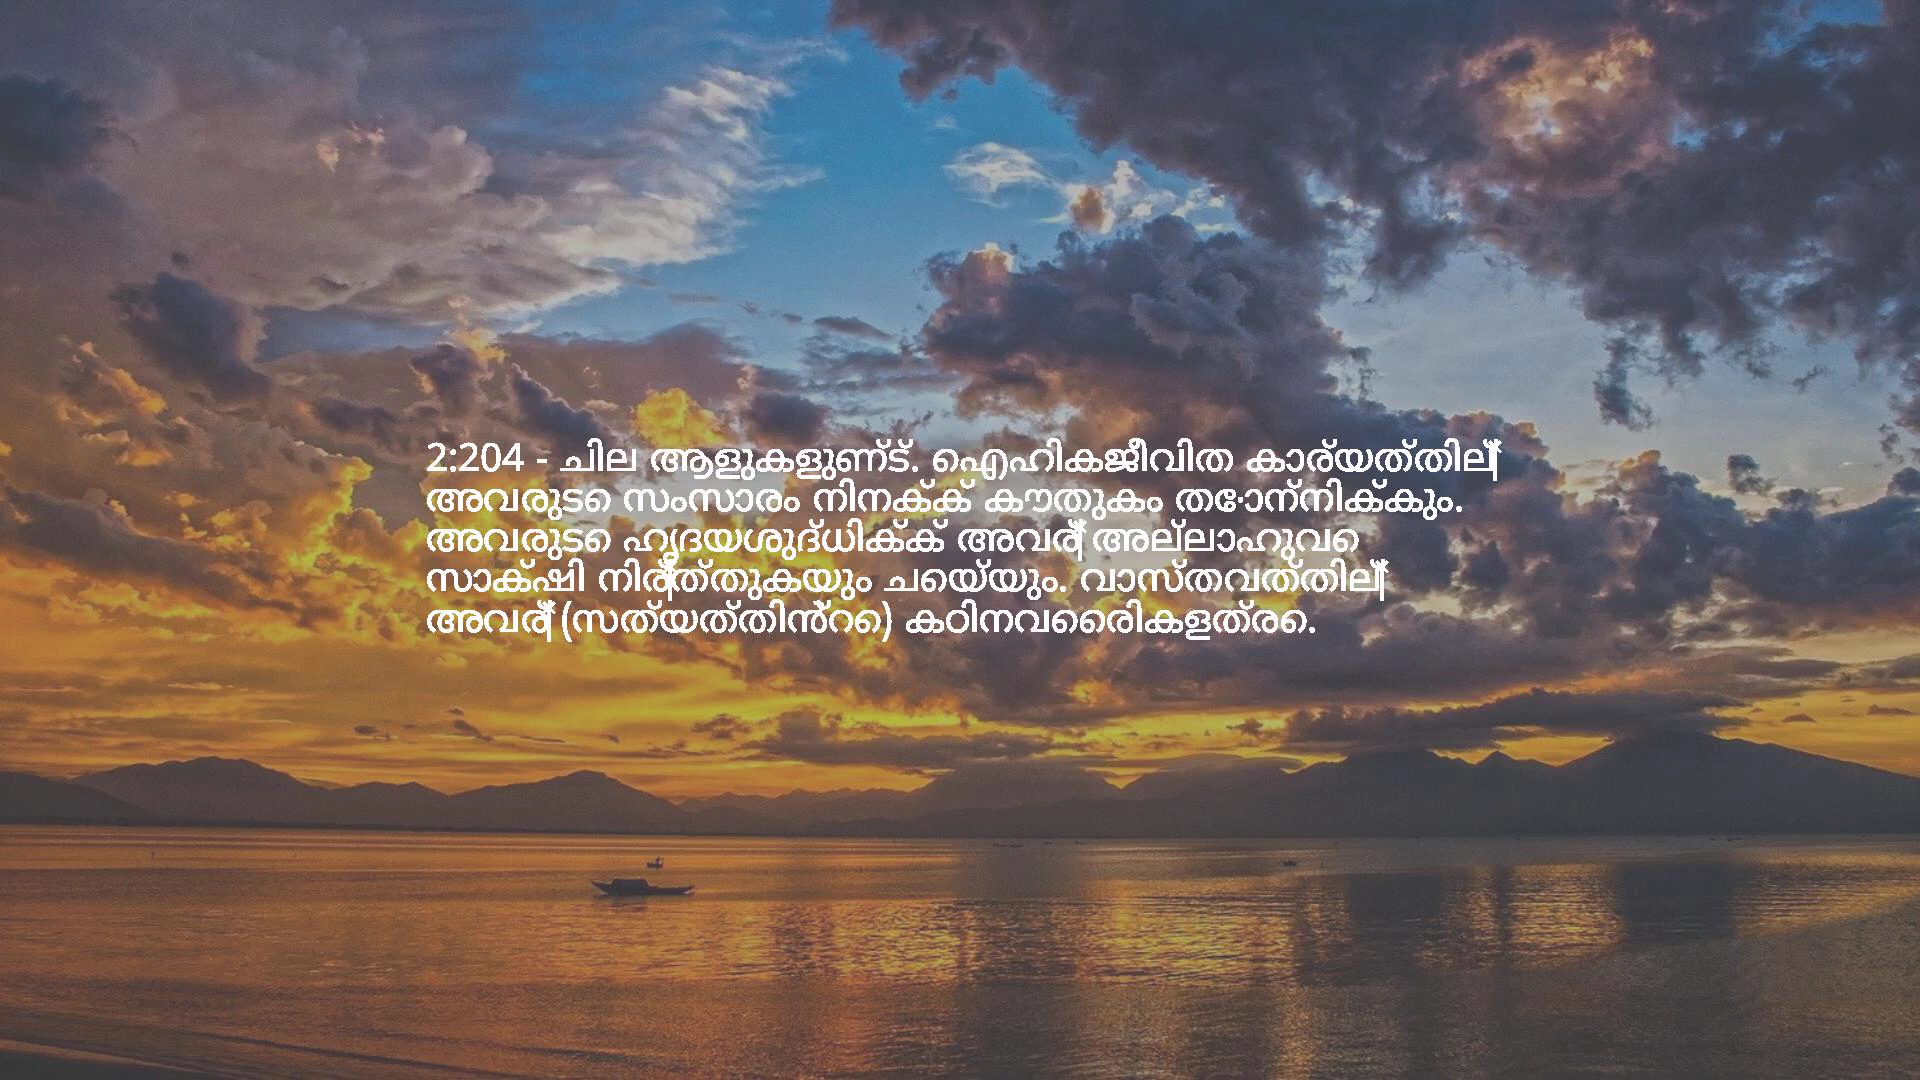 2:204 - ചില ആളുകളുണ്ട്. ഐഹികജീവിത കാര്യത്തില്‍
അവരുടെ സംസാരം നിനക്ക് കൗതുകം തോന്നിക്കും.
അവരുടെ ഹൃദയശുദ്ധിക്ക് അവര്‍ അല്ലാഹുവെ
സാക്ഷി നിര്‍ത്തുകയും ചെയ്യും. വാസ്തവത്തില്‍
അവര്‍ (സത്യത്തിൻ്റെ) കഠിനവൈരികളത്രെ.